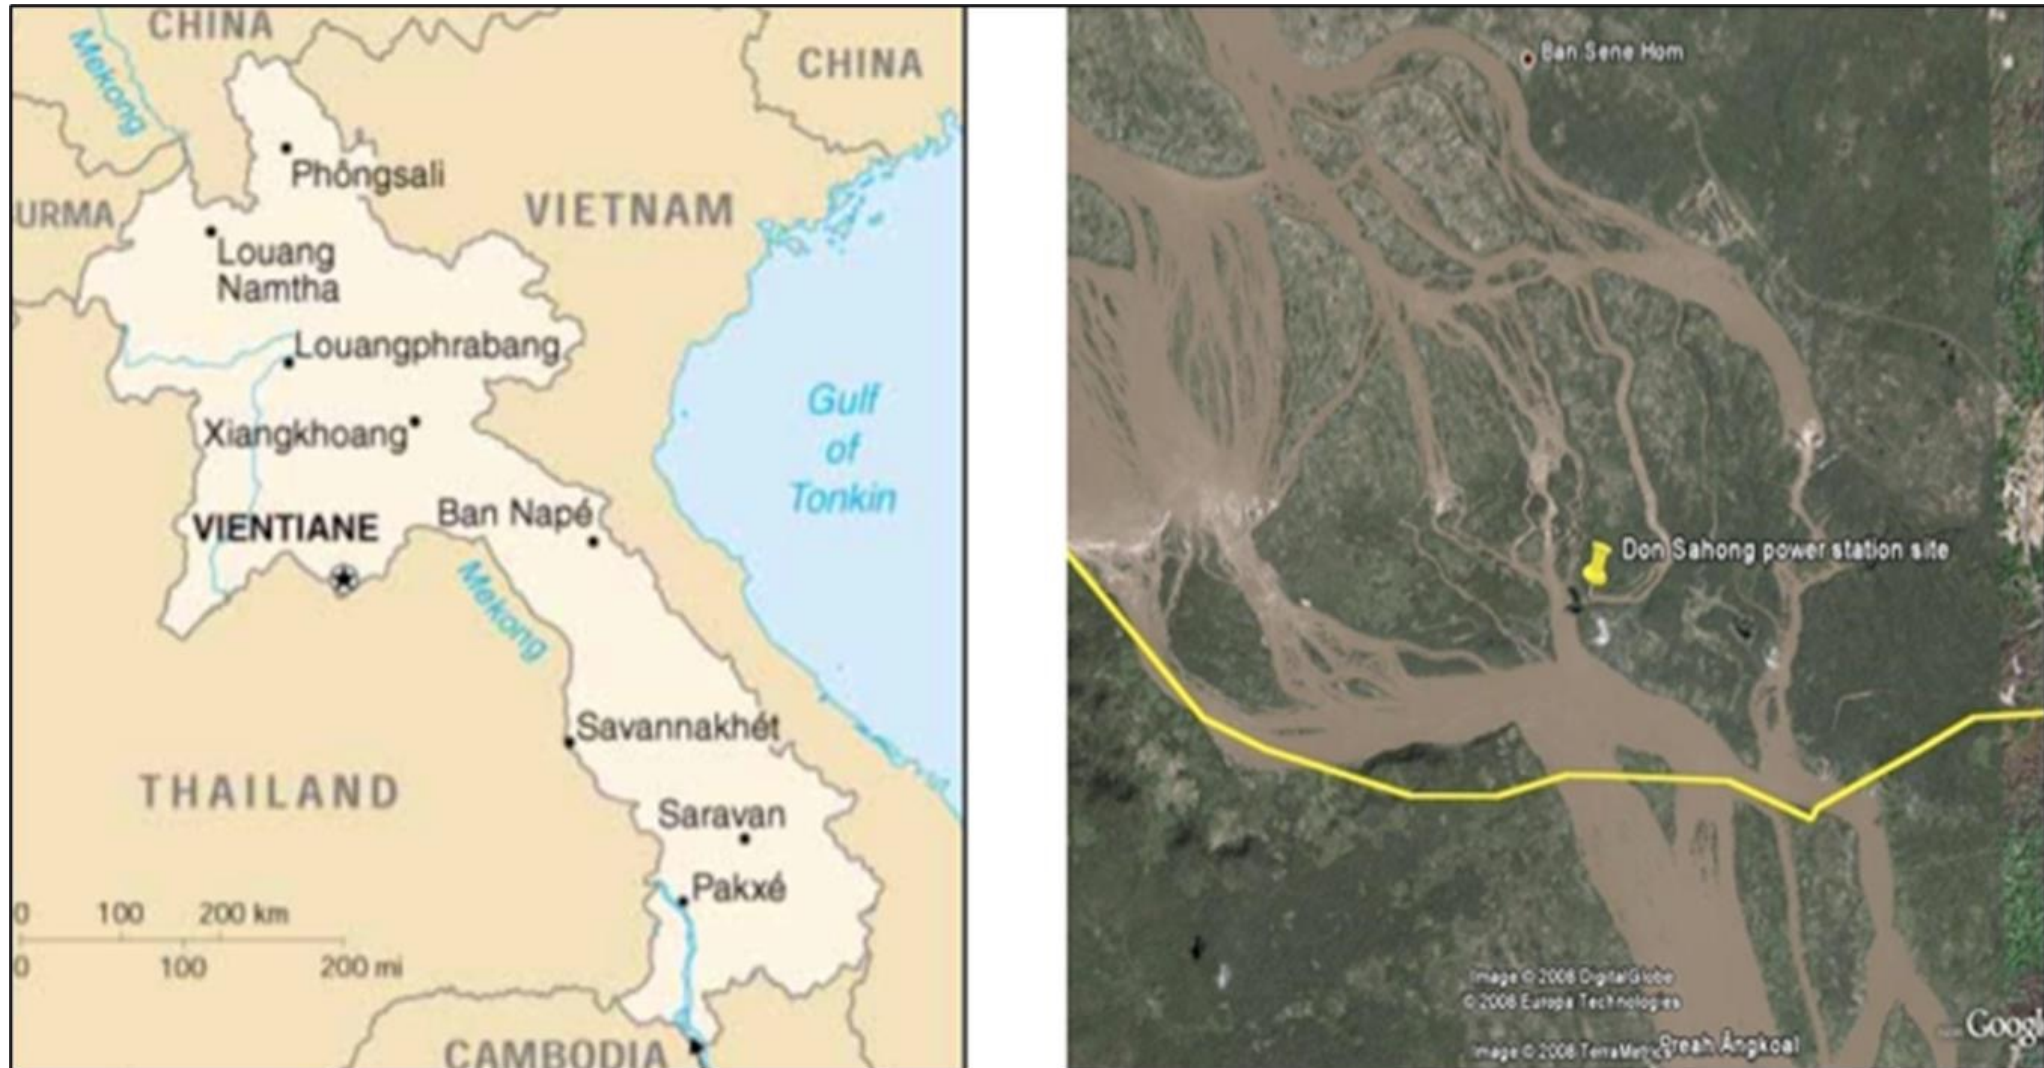 CHINA
Mekong
CHINA
Phôngsali
URMA
VIETNAM
Louang
Namtha
Louangphrabang
Gulf
of
Tonkin
Xiangkhoang
Ban Napé
VIENTIANE
Mekong
Savannakhét
THAILAND
Saravan
Pakxé
0 100 200 km
0 100 200 mi
CAMBODIA
Ban Sene Hom
Don Sahong power station site
Image © 2008 DigitalGlobe
© 2008 Europa Technologies
Image © 2008 TerraMetrics
Preah Ångkoal
Googl